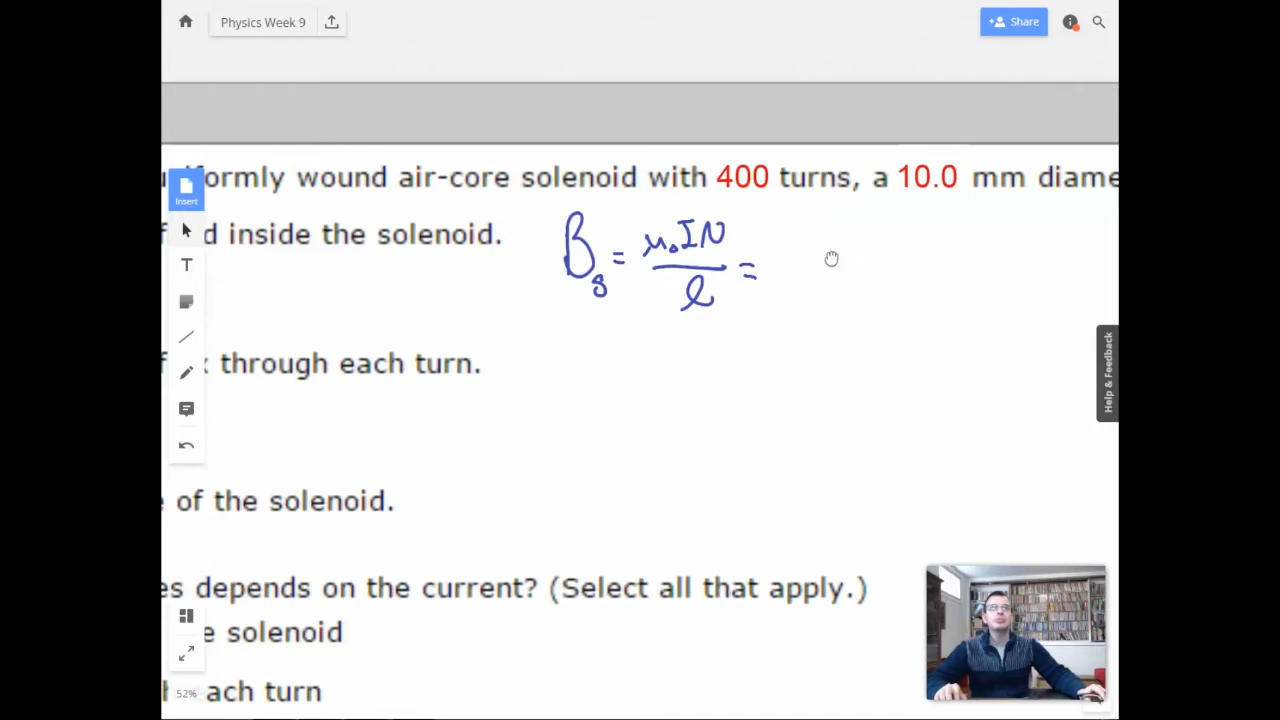 Physics Week 9
Share
Insert
formly wound air-core solenoid with 400 turns, a 10.0 mm diame
d inside the solenoid.
B_s = μ₀IN/ℓ =
through each turn.
T
of the solenoid.
es depends on the current? (Select all that apply.)
e solenoid
ach turn
52%
Help & Feedback